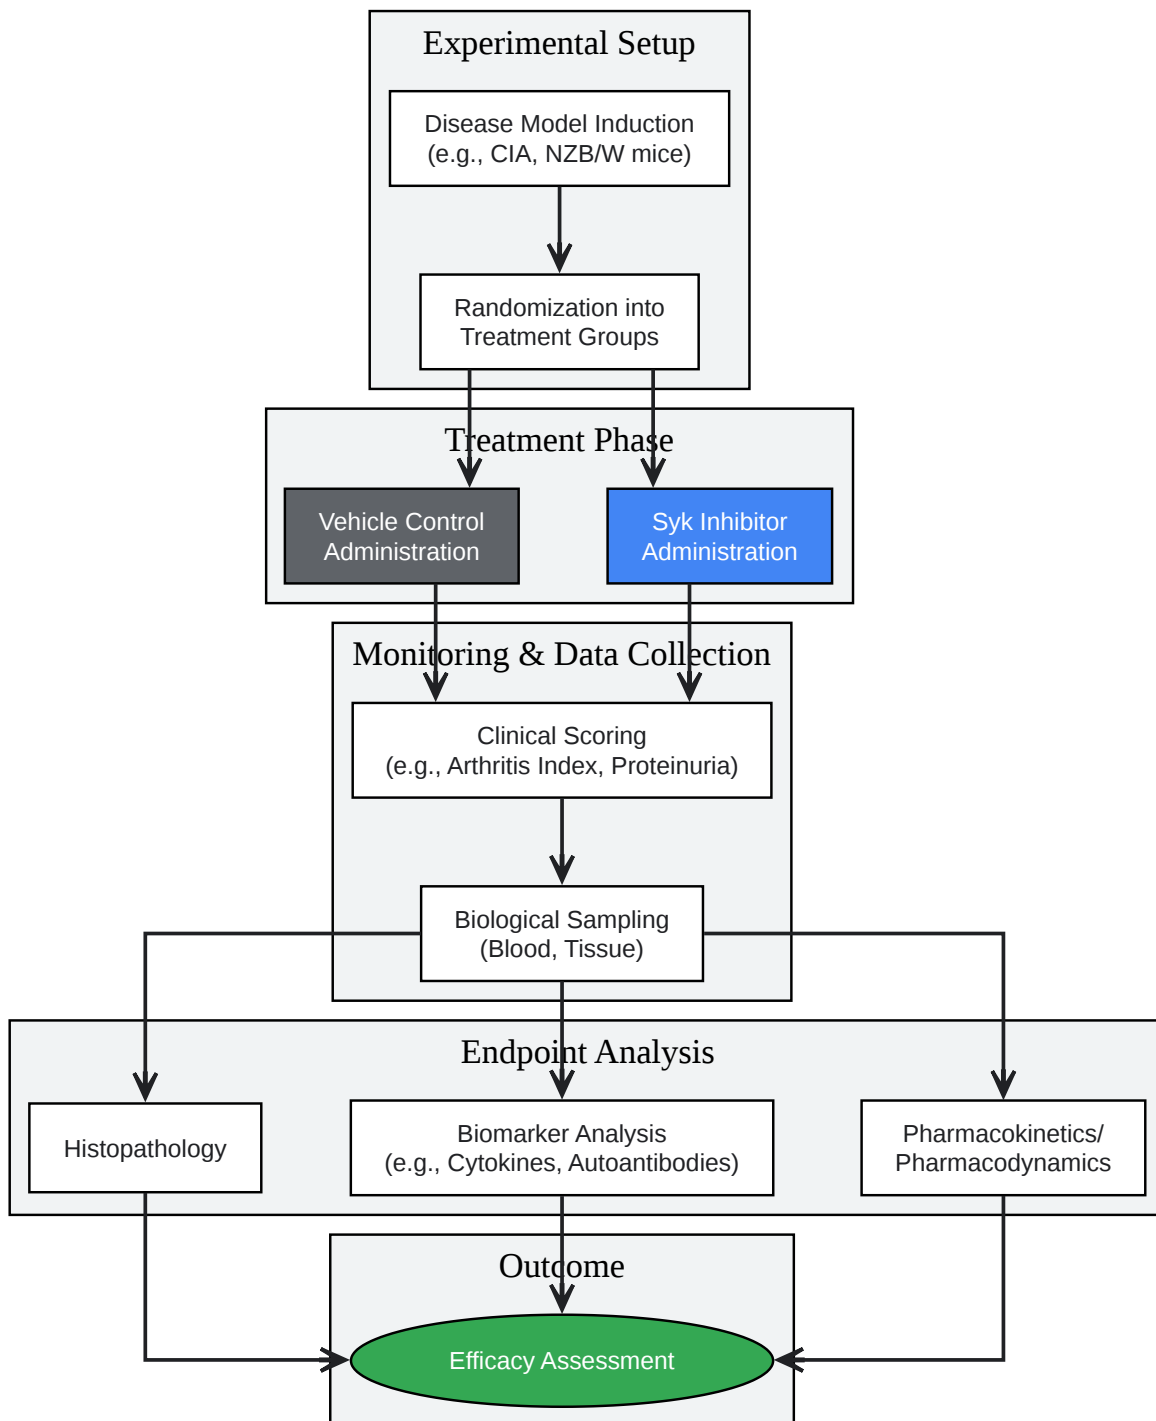 Experimental Setup
Disease Model Induction
(e.g., CIA, NZB/W mice)
Randomization into
Treatment Groups
Treatment Phase
Vehicle Control
Administration
Syk Inhibitor
Administration
Monitoring & Data Collection
Clinical Scoring
(e.g., Arthritis Index, Proteinuria)
Biological Sampling
(Blood, Tissue)
Endpoint Analysis
Histopathology
Biomarker Analysis
(e.g., Cytokines, Autoantibodies)
Pharmacokinetics/
Pharmacodynamics
Outcome
Efficacy Assessment